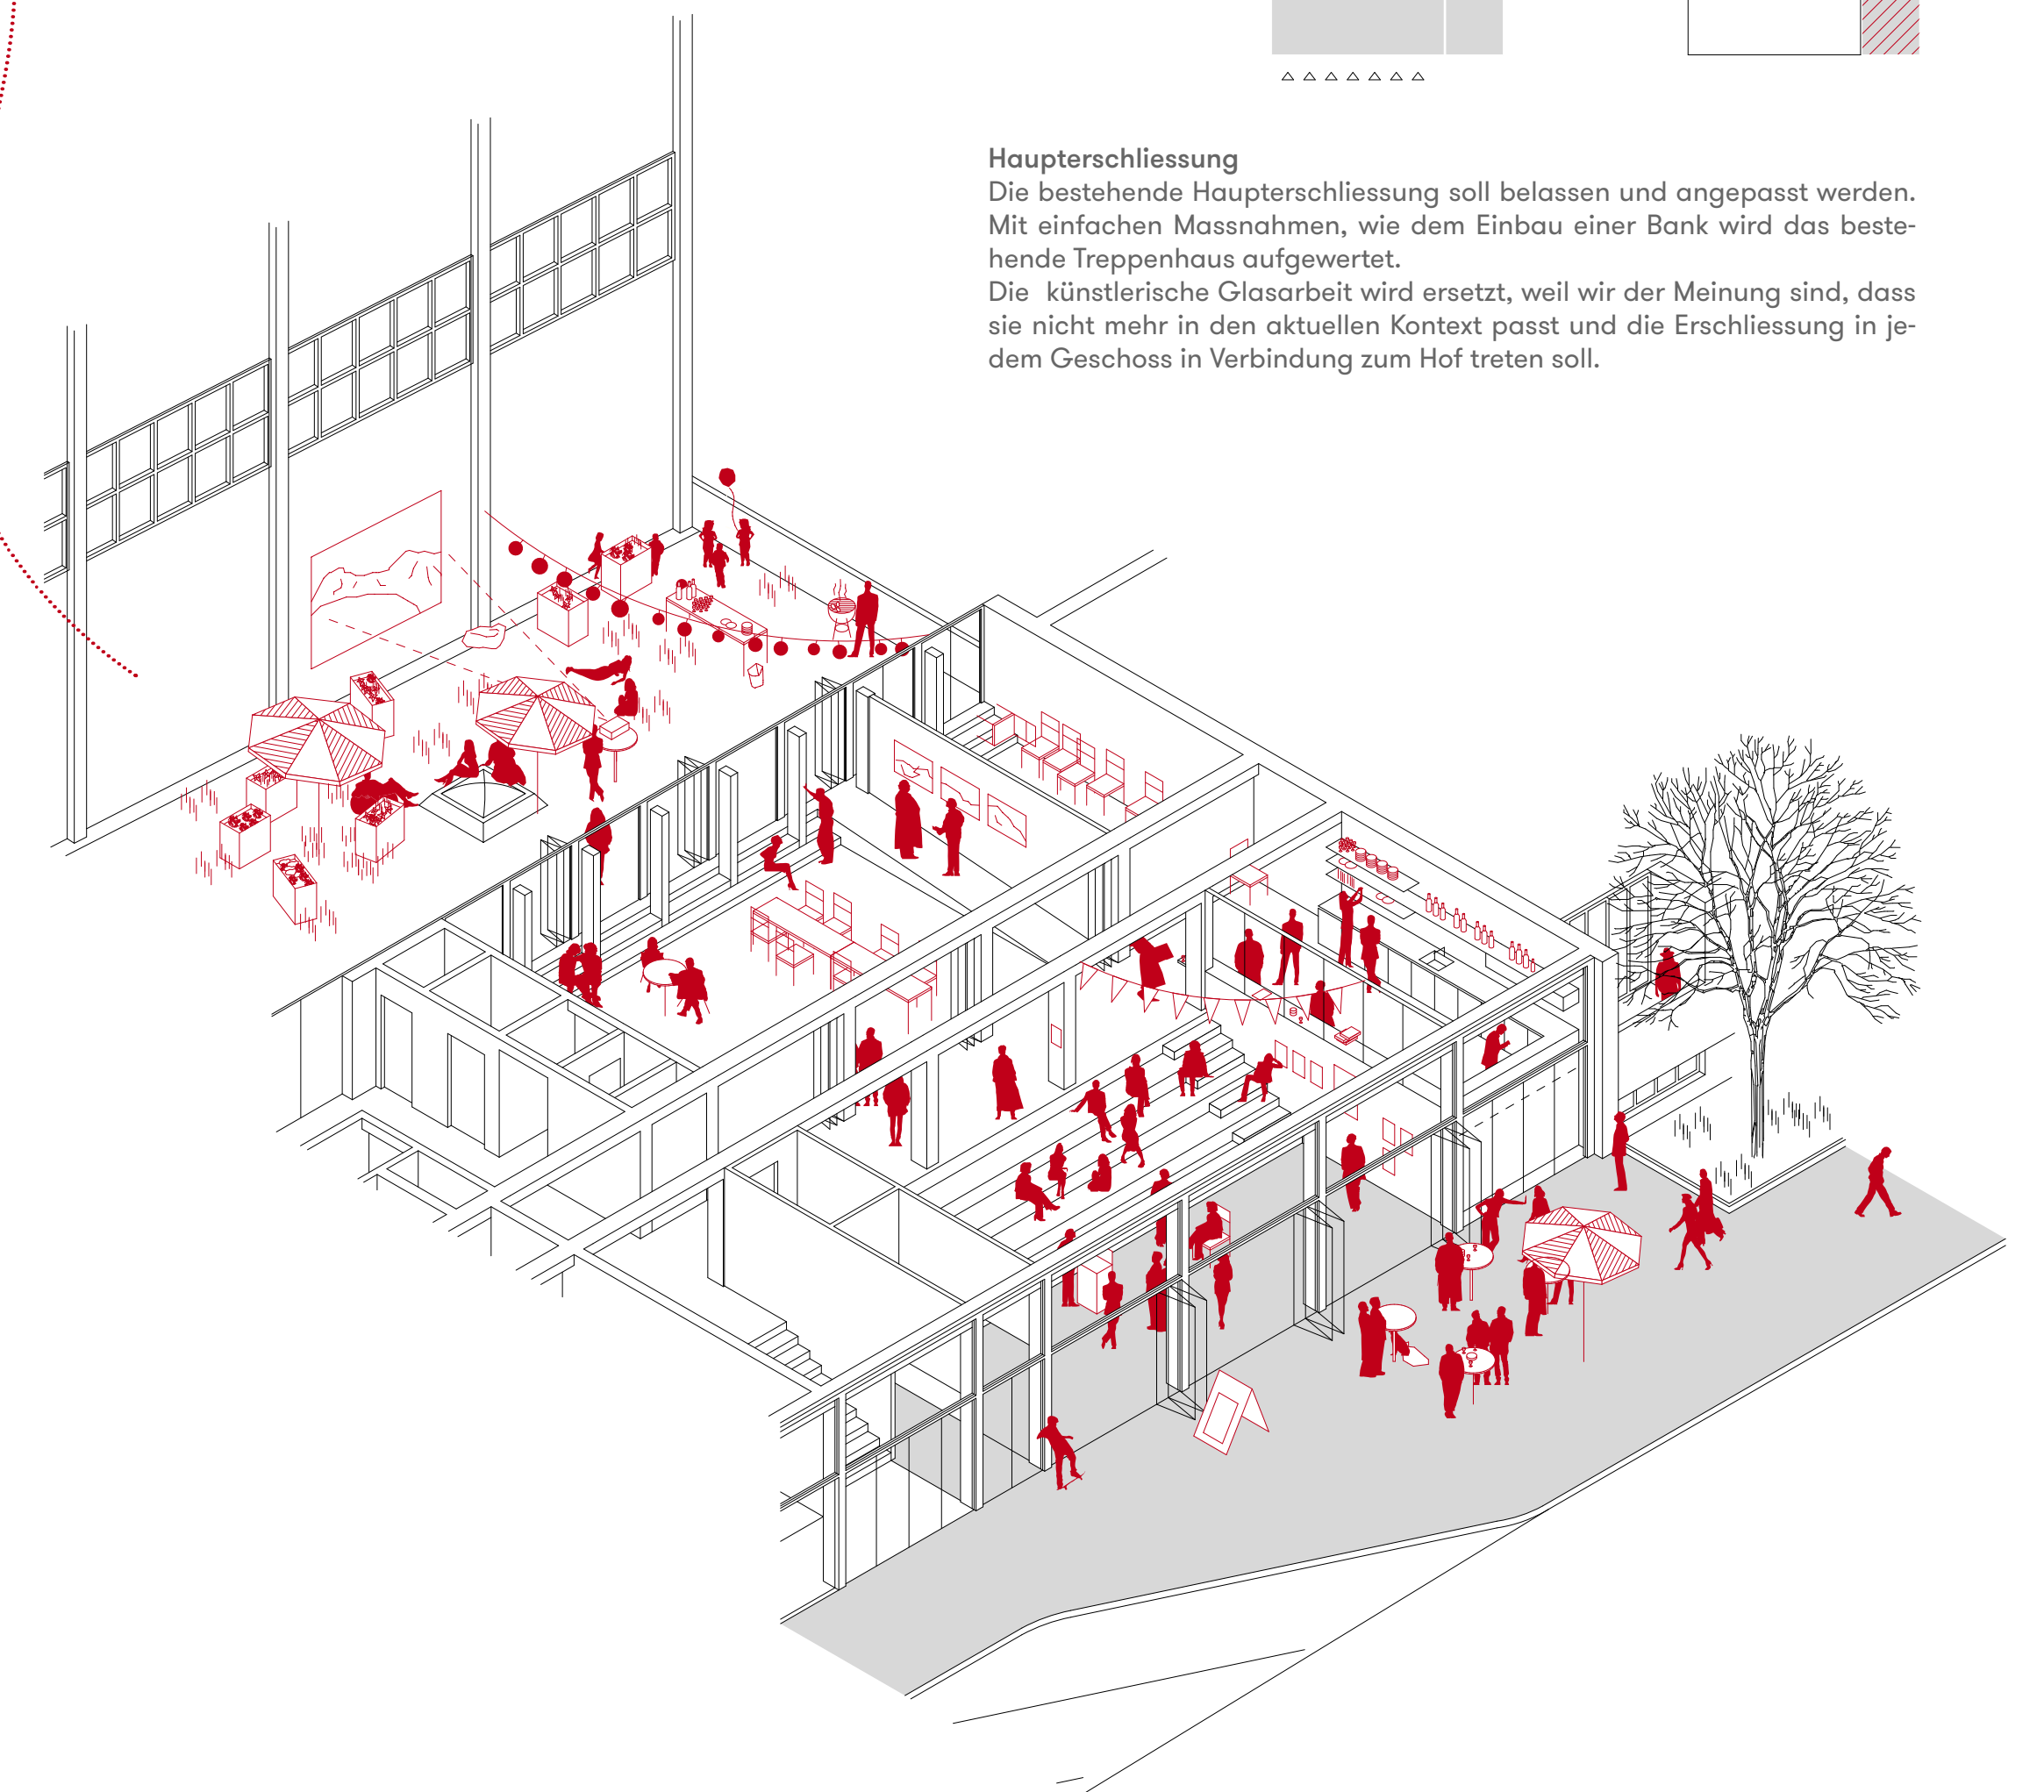 Haupterschliessung
Die bestehende Haupterschliessung soll belassen und angepasst werden.
Mit einfachen Massnahmen, wie dem Einbau einer Bank wird das beste-
hende Treppenhaus aufgewertet.
Die  künstlerische Glasarbeit wird ersetzt, weil wir der Meinung sind, dass
sie nicht mehr in den aktuellen Kontext passt und die Erschliessung in je-
dem Geschoss in Verbindung zum Hof treten soll.